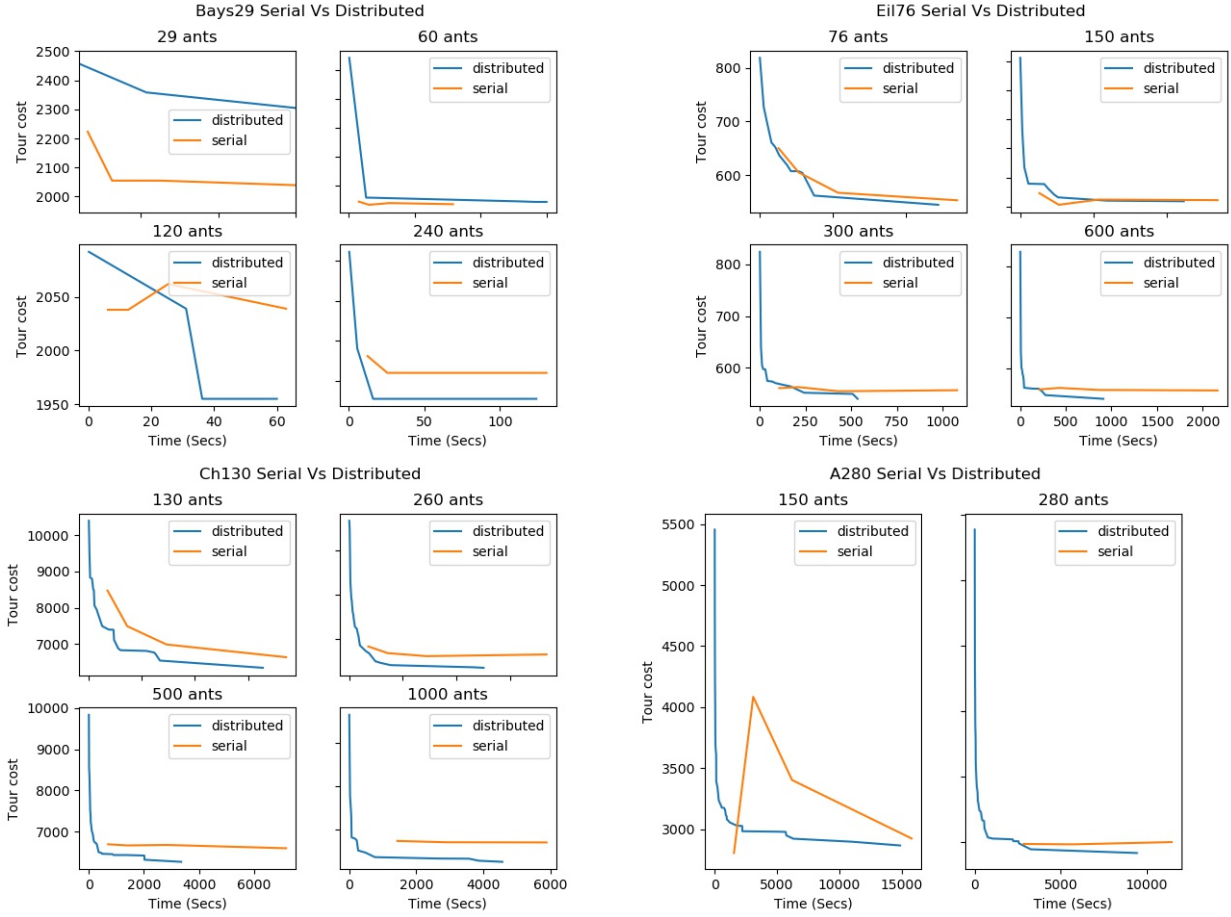 Bays29 Serial Vs Distributed
29 ants
60 ants
2500
2400
2300
2200
2100
2000
Tour cost
distributed
serial
distributed
serial
120 ants
240 ants
2050
2000
1950
Tour cost
distributed
serial
distributed
serial
0 20 40 60
0 50 100
Time (Secs)
Time (Secs)
Eil76 Serial Vs Distributed
76 ants
150 ants
800
700
600
Tour cost
distributed
serial
distributed
serial
300 ants
600 ants
800
700
600
Tour cost
distributed
serial
distributed
serial
0 250 500 750 1000
0 500 1000 1500 2000
Time (Secs)
Time (Secs)
Ch130 Serial Vs Distributed
130 ants
260 ants
10000
9000
8000
7000
Tour cost
distributed
serial
distributed
serial
500 ants
1000 ants
10000
9000
8000
7000
Tour cost
distributed
serial
distributed
serial
0 2000 4000 6000
0 2000 4000 6000
Time (Secs)
Time (Secs)
A280 Serial Vs Distributed
150 ants
280 ants
5500
5000
4500
4000
3500
3000
Tour cost
distributed
serial
distributed
serial
0 5000 10000 15000
0 5000 10000
Time (Secs)
Time (Secs)